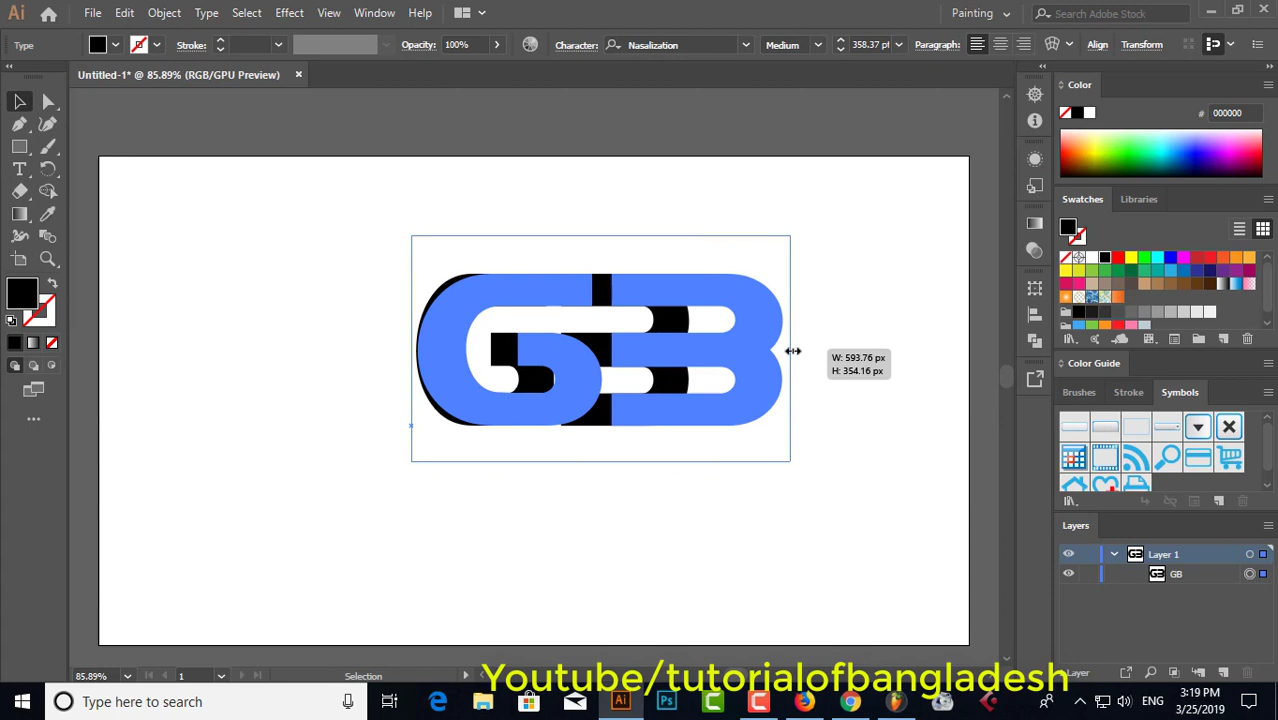 Ai File Edit Object Type Select Effect View Window Help Painting Search Adobe Stock
Type Stroke: Opacity: 100% Character: Nasalization Medium 358.37 pt Paragraph: Align Transform
Untitled-1* @ 85.89% (RGB/GPU Preview)
Color
# 000000
Swatches Libraries
GB
W: 593.76 px
H: 354.16 px
Color Guide
Brushes Stroke Symbols
Layers
Layer 1
GB
85.89% 1 Selection
Layer
Youtube/tutorialofbangladesh
Type here to search
Ai Ps ENG
3:19 PM
3/25/2019